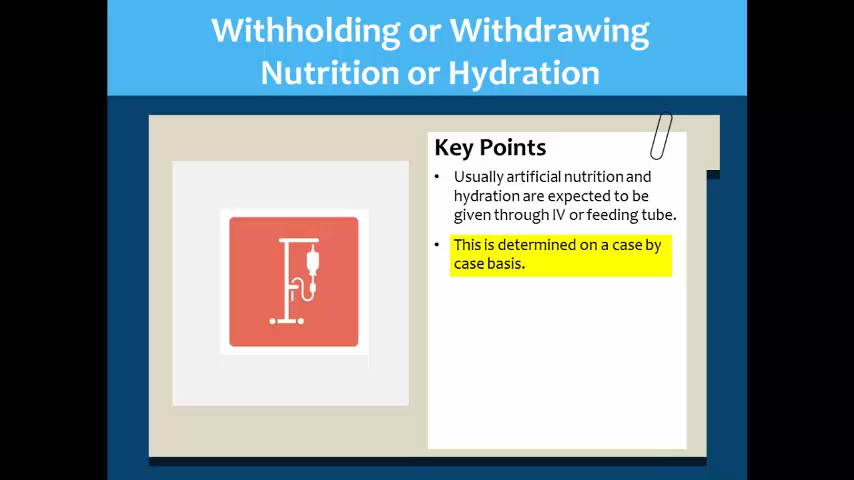 Withholding or Withdrawing
Nutrition or Hydration
Key Points
• Usually artificial nutrition and
hydration are expected to be
given through IV or feeding tube.
• This is determined on a case by
case basis.